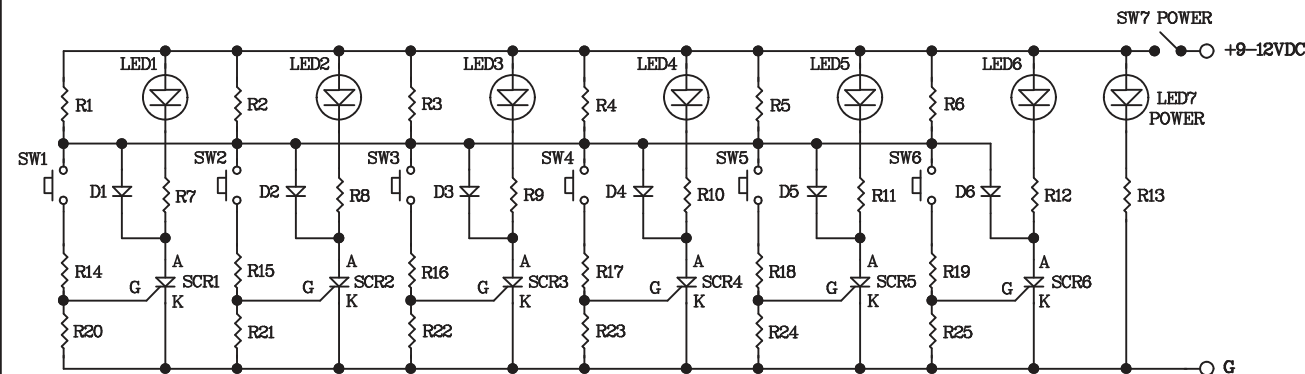 SW7 POWER
+9-12VDC
LED1 LED2 LED3 LED4 LED5 LED6
R1 R2 R3 R4 R5 R6 LED7
POWER
SW1 SW2 SW3 SW4 SW5 SW6
D1 R7 D2 R8 D3 R9 D4 R10 D5 R11 D6 R12 R13
A A A A A A
R14 SCR1 R15 SCR2 R16 SCR3 R17 SCR4 R18 SCR5 R19 SCR6
G G G G G G
K K K K K K
R20 R21 R22 R23 R24 R25
G